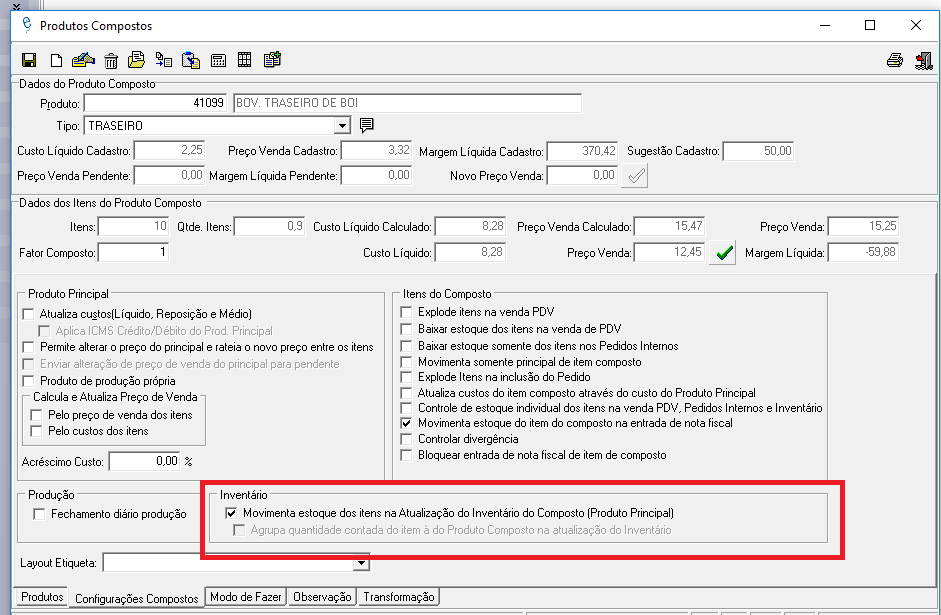 Produtos Compostos
Dados do Produto Composto
Produto: 41099 BOV. TRASEIRO DE BOI
Tipo: TRASEIRO
Custo Líquido Cadastro: 2,25 Preço Venda Cadastro: 3,32 Margem Líquida Cadastro: 370,42 Sugestão Cadastro: 50,00
Preço Venda Pendente: 0,00 Margem Líquida Pendente: 0,00 Novo Preço Venda: 0,00
Dados dos Itens do Produto Composto
Itens: 10 Qtde. Itens: 0,9 Custo Líquido Calculado: 8,28 Preço Venda Calculado: 15,47 Preço Venda: 15,25
Fator Composto: 1 Custo Líquido: 8,28 Preço Venda: 12,45 Margem Líquida: -59,88
Produto Principal
Atualiza custos(Líquido, Reposição e Médio)
Aplica ICMS Crédito/Débito do Prod. Principal
Permite alterar o preço do principal e rateia o novo preço entre os itens
Enviar alteração de preço de venda do principal para pendente
Produto de produção própria
Calcula e Atualiza Preço de Venda
Pelo preço de venda dos itens
Pelo custos dos itens
Acréscimo Custo: 0,00 %
Itens do Composto
Explode itens na venda PDV
Baixar estoque dos itens na venda de PDV
Baixar estoque somente dos itens nos Pedidos Internos
Movimenta somente principal de item composto
Explode Itens na inclusão do Pedido
Atualiza custos do item composto através do custo do Produto Principal
Controle de estoque individual dos itens na venda PDV, Pedidos Internos e Inventário
Movimenta estoque do item do composto na entrada de nota fiscal
Controlar divergência
Bloquear entrada de nota fiscal de item de composto
Produção
Fechamento diário produção
Inventário
Movimenta estoque dos itens na Atualização do Inventário do Composto (Produto Principal)
Agrupa quantidade contada do item à do Produto Composto na atualização do Inventário
Layout Etiqueta:
Produtos Configurações Compostos Modo de Fazer Observação Transformação